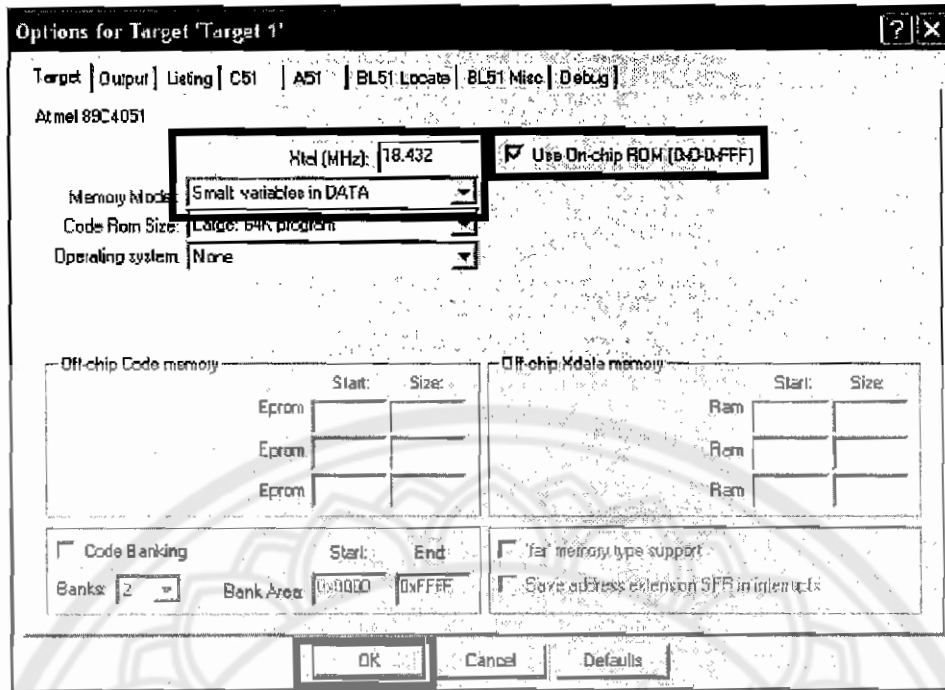 Options for Target 'Target 1'
Target Output Listing C51 A51 BL51 Locate BL51 Misc Debug
Atmel 89C4051
Xtal (MHz): 18.432 Use On-chip ROM (0x0-0xFFF)
Memory Model: Small: variables in DATA
Code Rom Size: Large: 64K program
Operating system: None
Off-chip Code memory Off-chip Xdata memory
Start: Size: Start: Size:
Eprom Ram
Eprom Ram
Eprom Ram
Code Banking Start: End: 'far' memory type support
Banks: 2 Bank Area: 0x0000 0xFFFF Save address extension SFR in interrupts
OK Cancel Defaults